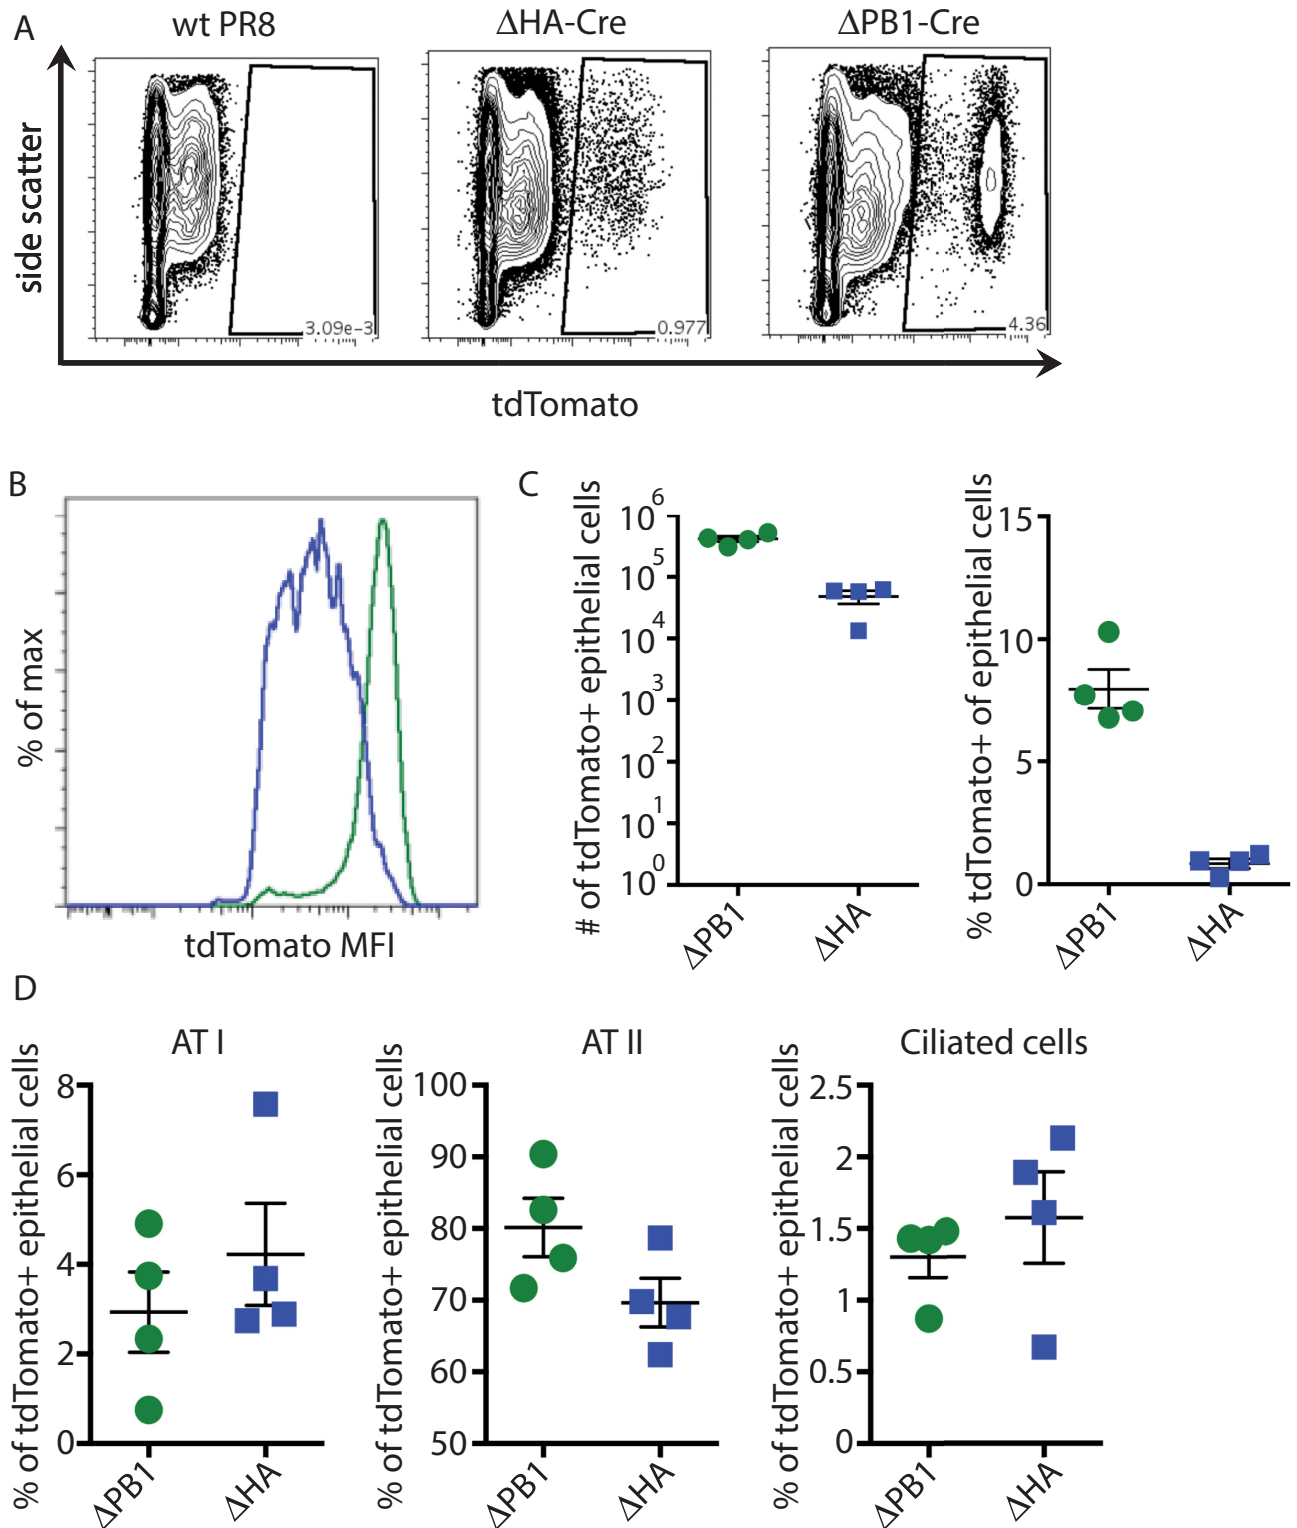 A
wt PR8
ΔHA-Cre
ΔPB1-Cre
side scatter
3.09e-3
0.977
4.36
tdTomato
B
% of max
tdTomato MFI
C
# of tdTomato+ epithelial cells
10^6
10^5
10^4
10^3
10^2
10^1
10^0
ΔPB1
ΔHA
% tdTomato+ of epithelial cells
15
10
5
0
ΔPB1
ΔHA
D
AT I
% of tdTomato+ epithelial cells
8
6
4
2
0
ΔPB1
ΔHA
AT II
% of tdTomato+ epithelial cells
100
90
80
70
60
50
ΔPB1
ΔHA
Ciliated cells
% of tdTomato+ epithelial cells
2.5
2
1.5
1
0.5
0
ΔPB1
ΔHA